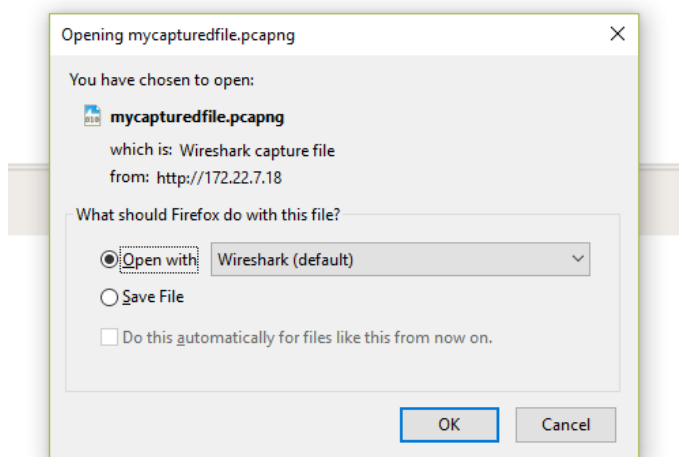 Opening mycapturedfile.pcapng
You have chosen to open:
mycapturedfile.pcapng
which is: Wireshark capture file
from: http://172.22.7.18
What should Firefox do with this file?
Open with Wireshark (default)
Save File
Do this automatically for files like this from now on.
OK Cancel